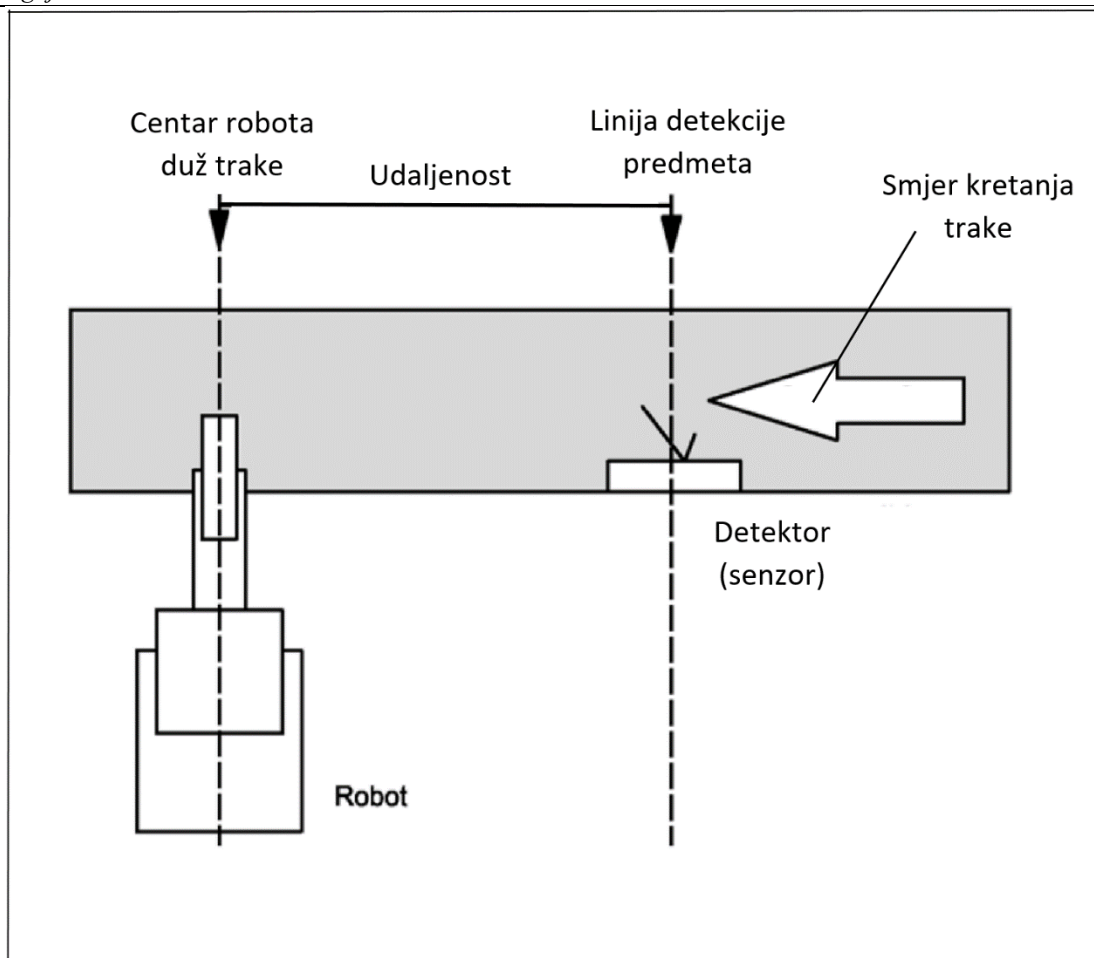 Centar robota
duž trake
Udaljenost
Linija detekcije
predmeta
Smjer kretanja
trake
Detektor
(senzor)
Robot